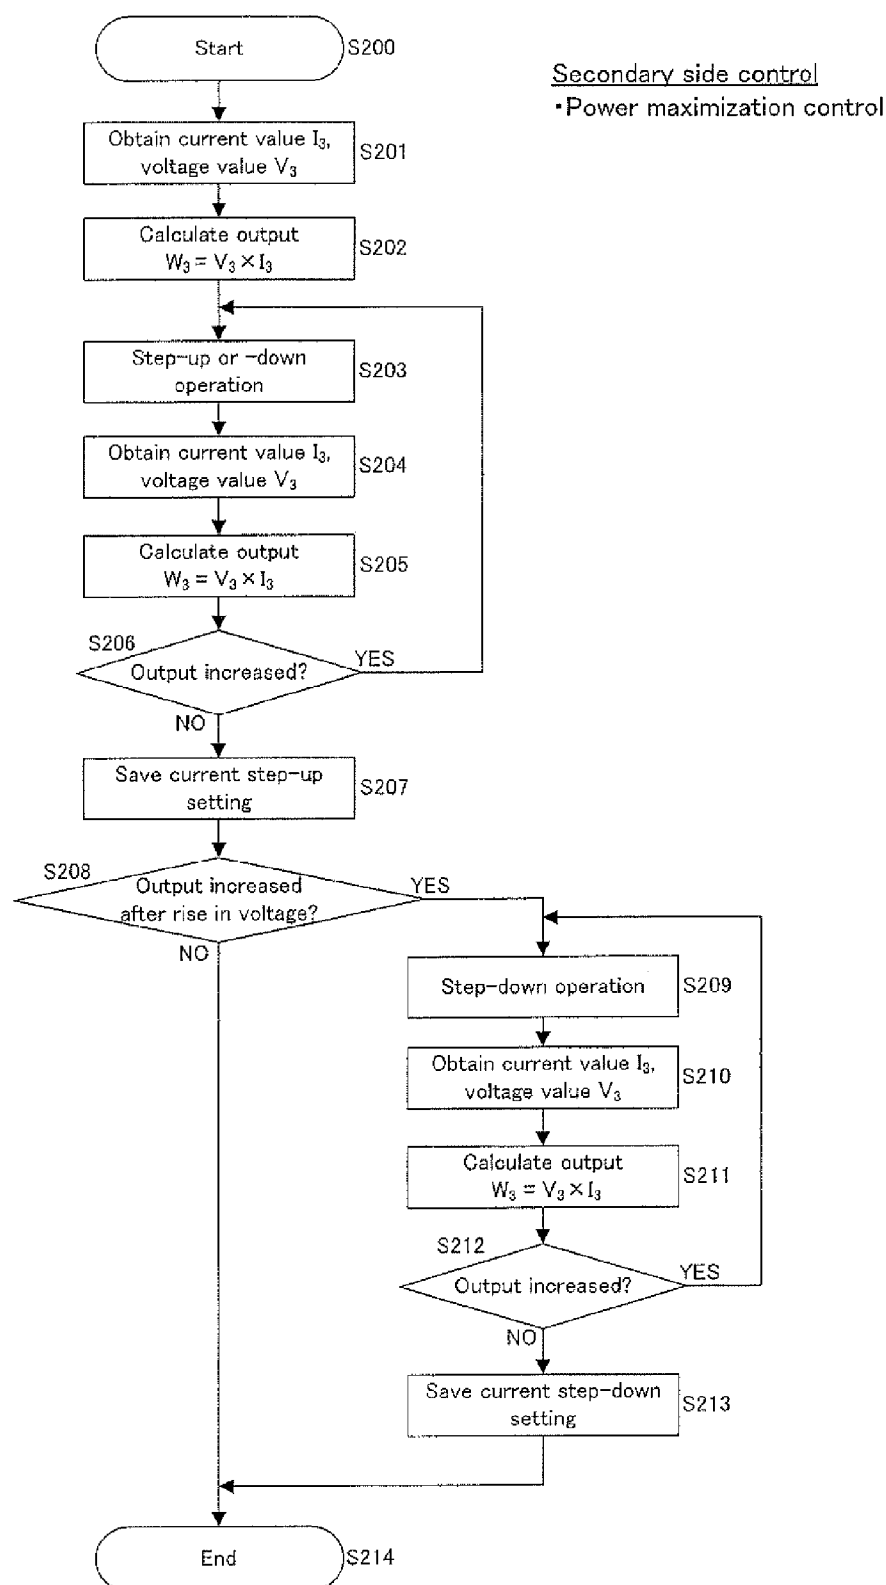 Start
S200
Secondary side control
・Power maximization control
Obtain current value I₃,
voltage value V₃
S201
Calculate output
W₃ = V₃ × I₃
S202
Step-up or -down
operation
S203
Obtain current value I₃,
voltage value V₃
S204
Calculate output
W₃ = V₃ × I₃
S205
S206
Output increased?
YES
NO
Save current step-up
setting
S207
S208
Output increased
after rise in voltage?
YES
NO
Step-down operation
S209
Obtain current value I₃,
voltage value V₃
S210
Calculate output
W₃ = V₃ × I₃
S211
S212
Output increased?
YES
NO
Save current step-down
setting
S213
End
S214